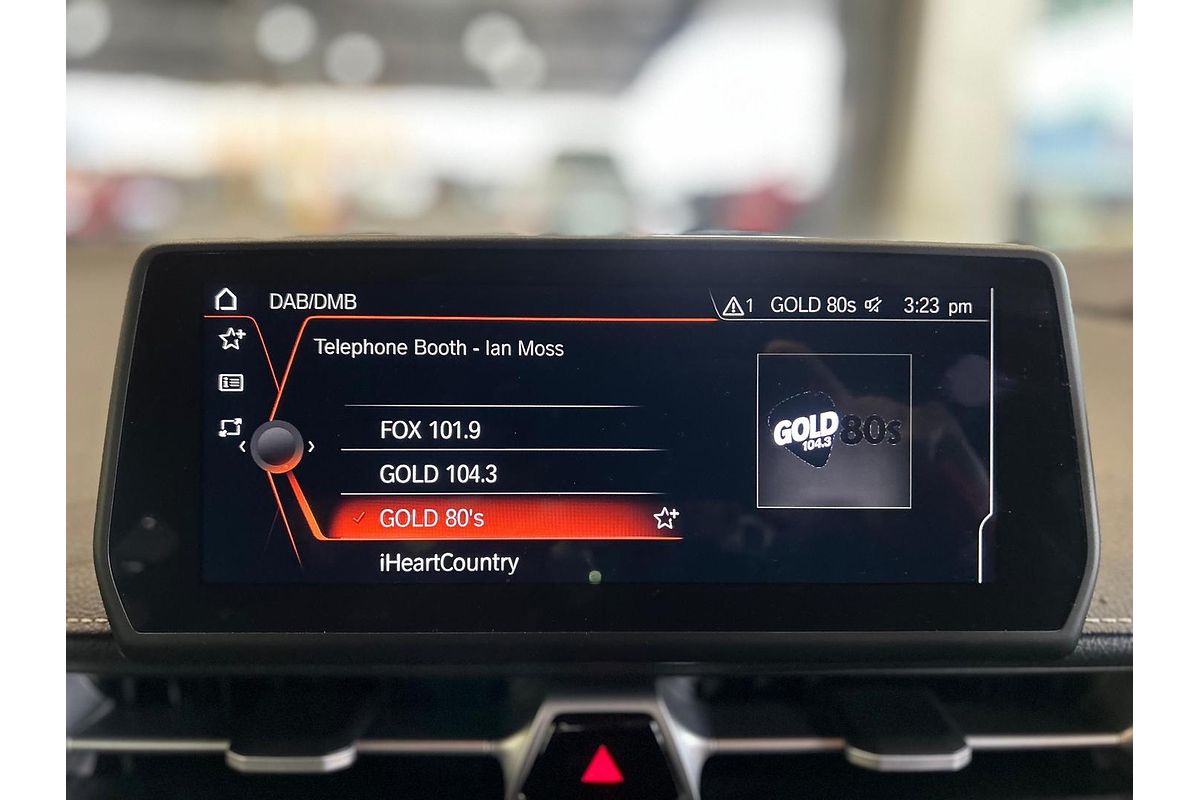 DAB/DMB
1 GOLD 80s 3:23 pm
Telephone Booth - Ian Moss
FOX 101.9
GOLD 104.3
GOLD 80's
iHeartCountry
GOLD 80s
104.3